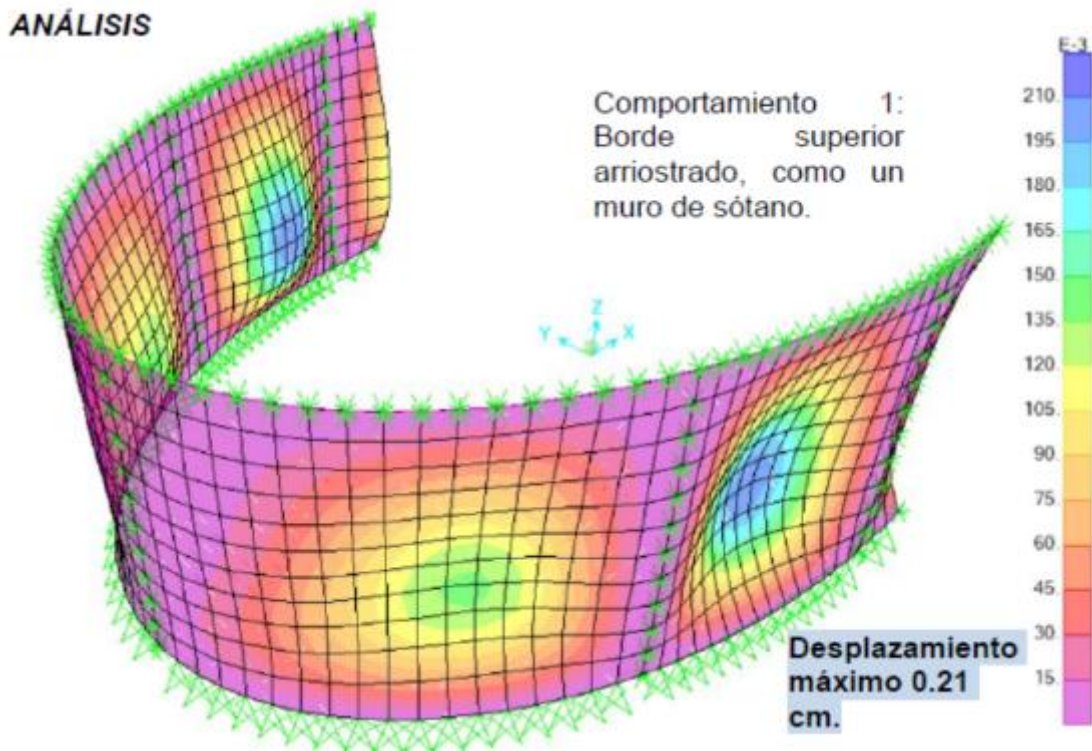 ANÁLISIS
Comportamiento 1:
Borde superior
arriostrado, como un
muro de sótano.
Z
Y X
E-3
210.
195.
180.
165.
150.
135.
120.
105.
90.
75.
60.
45.
30.
15.
Desplazamiento
máximo 0.21
cm.